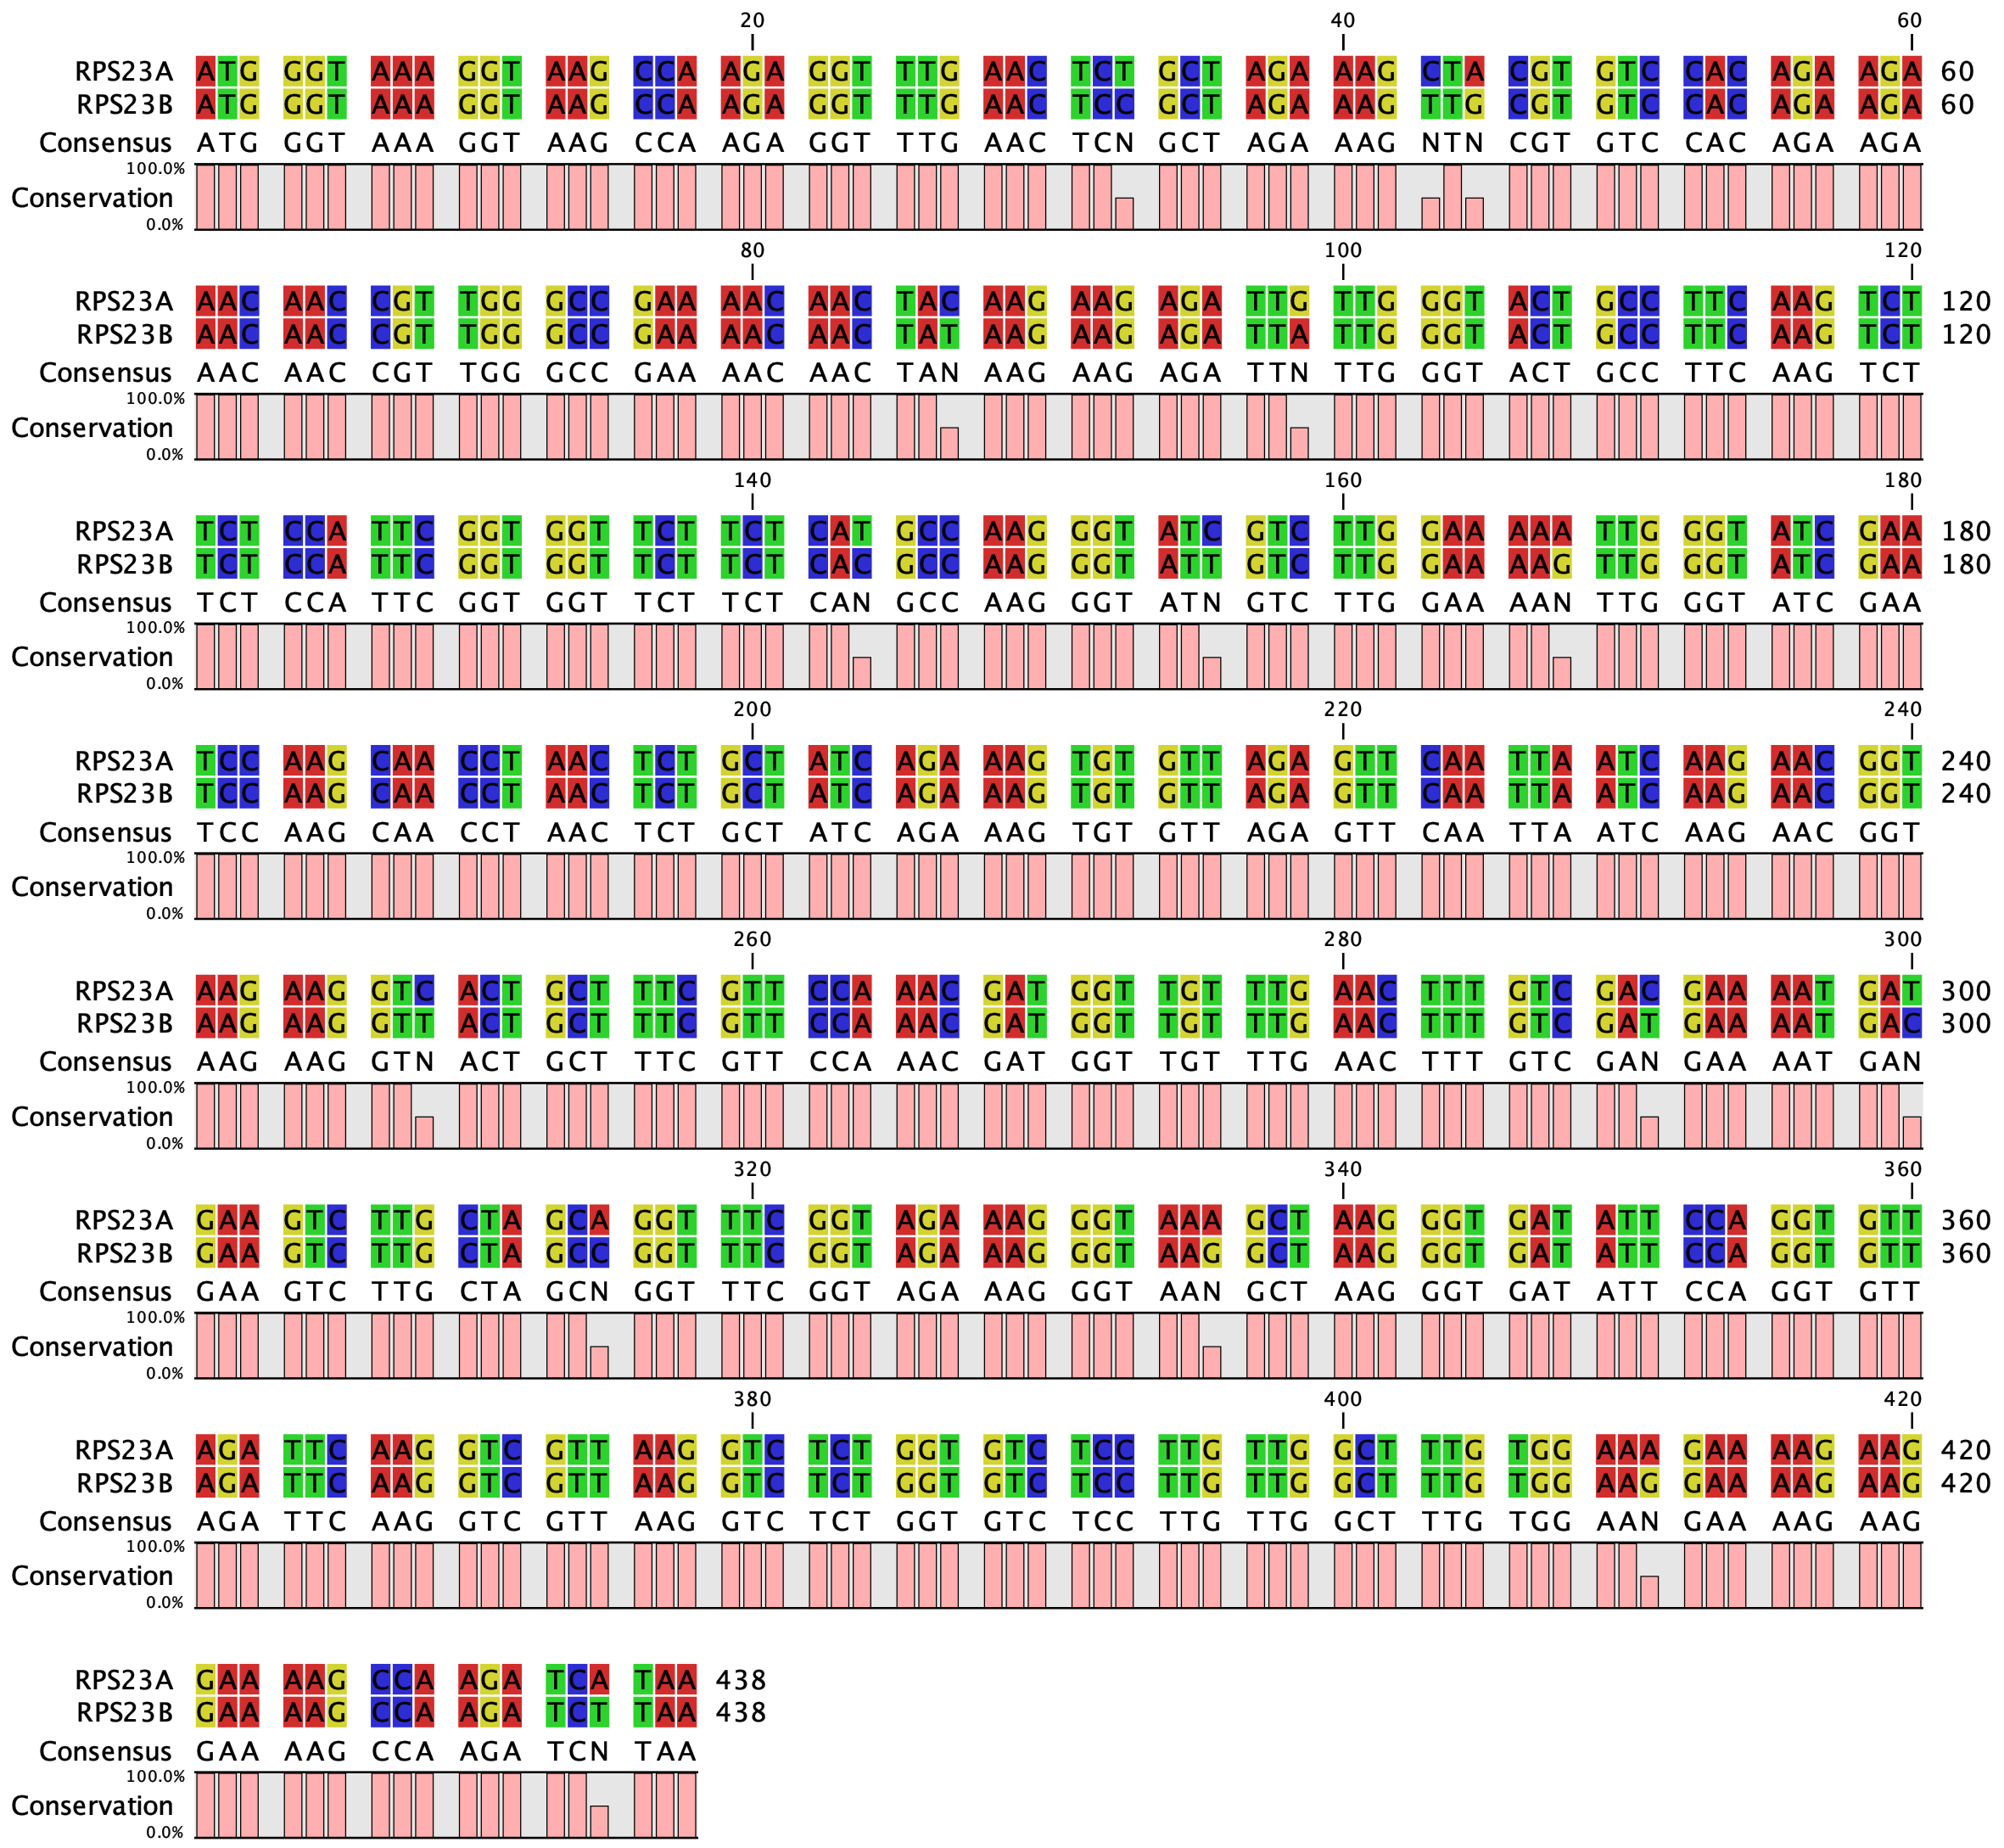 20 40 60
RPS23A ATG GGT AAA GGT AAG CCA AGA GGT TTG AAC TCT GCT AGA AAG CTA CGT GTC CAC AGA AGA 60
RPS23B ATG GGT AAA GGT AAG CCA AGA GGT TTG AAC TCC GCT AGA AAG TTG CGT GTC CAC AGA AGA 60
Consensus ATG GGT AAA GGT AAG CCA AGA GGT TTG AAC TCN GCT AGA AAG NTN CGT GTC CAC AGA AGA
100.0%
Conservation
0.0%
80 100 120
RPS23A AAC AAC CGT TGG GCC GAA AAC AAC TAC AAG AAG AGA TTG TTG GGT ACT GCC TTC AAG TCT 120
RPS23B AAC AAC CGT TGG GCC GAA AAC AAC TAT AAG AAG AGA TTA TTG GGT ACT GCC TTC AAG TCT 120
Consensus AAC AAC CGT TGG GCC GAA AAC AAC TAN AAG AAG AGA TTN TTG GGT ACT GCC TTC AAG TCT
100.0%
Conservation
0.0%
140 160 180
RPS23A TCT CCA TTC GGT GGT TCT TCT CAT GCC AAG GGT ATC GTC TTG GAA AAA TTG GGT ATC GAA 180
RPS23B TCT CCA TTC GGT GGT TCT TCT CAC GCC AAG GGT ATT GTC TTG GAA AAG TTG GGT ATC GAA 180
Consensus TCT CCA TTC GGT GGT TCT TCT CAN GCC AAG GGT ATN GTC TTG GAA AAN TTG GGT ATC GAA
100.0%
Conservation
0.0%
200 220 240
RPS23A TCC AAG CAA CCT AAC TCT GCT ATC AGA AAG TGT GTT AGA GTT CAA TTA ATC AAG AAC GGT 240
RPS23B TCC AAG CAA CCT AAC TCT GCT ATC AGA AAG TGT GTT AGA GTT CAA TTA ATC AAG AAC GGT 240
Consensus TCC AAG CAA CCT AAC TCT GCT ATC AGA AAG TGT GTT AGA GTT CAA TTA ATC AAG AAC GGT
100.0%
Conservation
0.0%
260 280 300
RPS23A AAG AAG GTC ACT GCT TTC GTT CCA AAC GAT GGT TGT TTG AAC TTT GTC GAC GAA AAT GAT 300
RPS23B AAG AAG GTT ACT GCT TTC GTT CCA AAC GAT GGT TGT TTG AAC TTT GTC GAT GAA AAT GAC 300
Consensus AAG AAG GTN ACT GCT TTC GTT CCA AAC GAT GGT TGT TTG AAC TTT GTC GAN GAA AAT GAN
100.0%
Conservation
0.0%
320 340 360
RPS23A GAA GTC TTG CTA GCA GGT TTC GGT AGA AAG GGT AAA GCT AAG GGT GAT ATT CCA GGT GTT 360
RPS23B GAA GTC TTG CTA GCC GGT TTC GGT AGA AAG GGT AAG GCT AAG GGT GAT ATT CCA GGT GTT 360
Consensus GAA GTC TTG CTA GCN GGT TTC GGT AGA AAG GGT AAN GCT AAG GGT GAT ATT CCA GGT GTT
100.0%
Conservation
0.0%
380 400 420
RPS23A AGA TTC AAG GTC GTT AAG GTC TCT GGT GTC TCC TTG TTG GCT TTG TGG AAA GAA AAG AAG 420
RPS23B AGA TTC AAG GTC GTT AAG GTC TCT GGT GTC TCC TTG TTG GCT TTG TGG AAG GAA AAG AAG 420
Consensus AGA TTC AAG GTC GTT AAG GTC TCT GGT GTC TCC TTG TTG GCT TTG TGG AAN GAA AAG AAG
100.0%
Conservation
0.0%
RPS23A GAA AAG CCA AGA TCA TAA 438
RPS23B GAA AAG CCA AGA TCT TAA 438
Consensus GAA AAG CCA AGA TCN TAA
100.0%
Conservation
0.0%